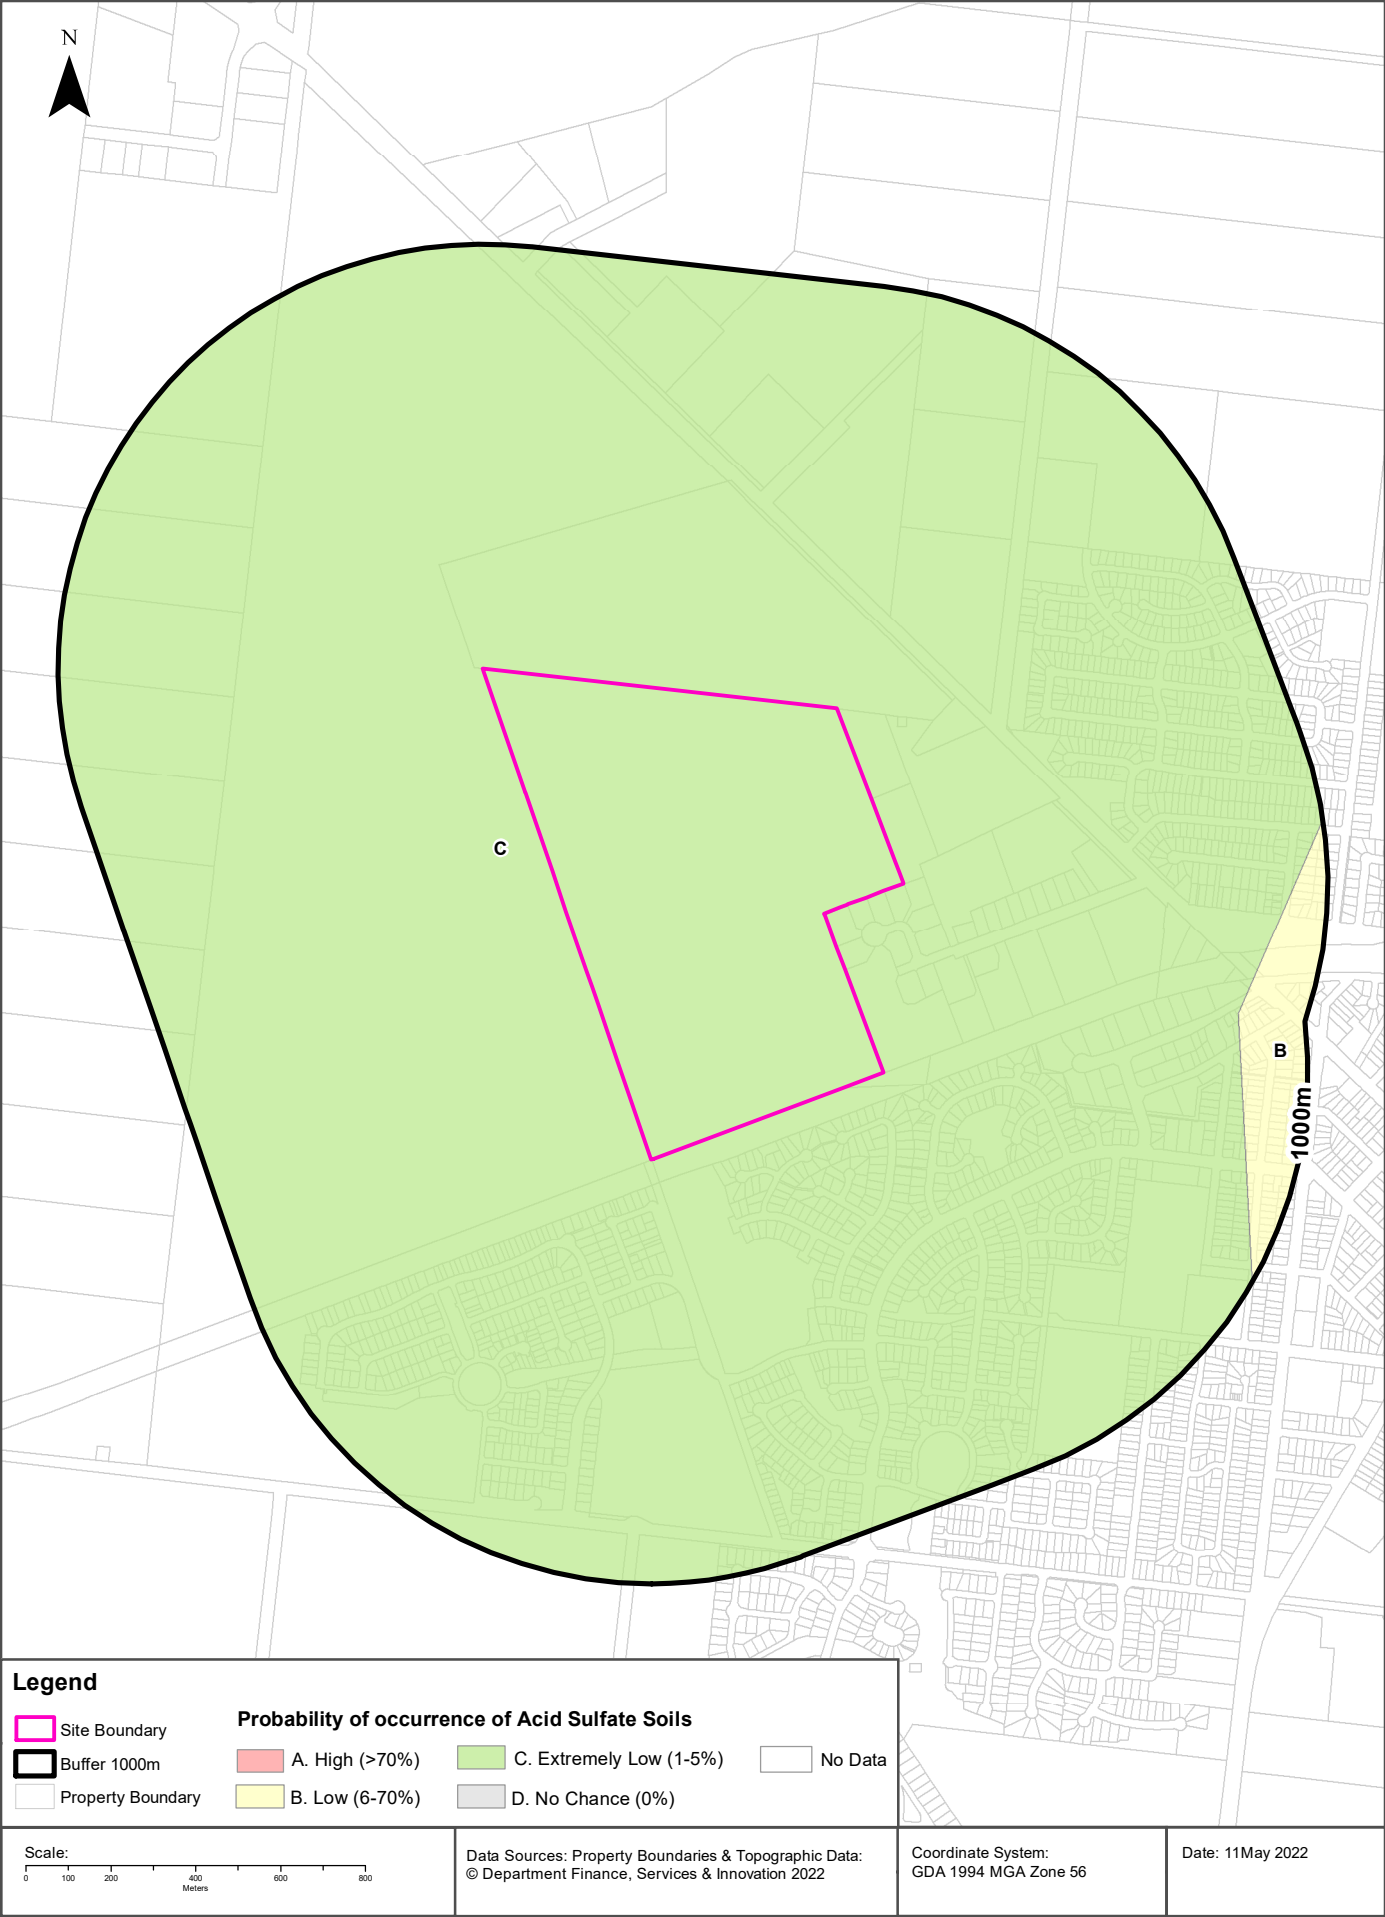 N
C
B
1000m
Legend
Site Boundary
Buffer 1000m
Property Boundary
Probability of occurrence of Acid Sulfate Soils
A. High (>70%)
B. Low (6-70%)
C. Extremely Low (1-5%)
D. No Chance (0%)
No Data
Scale:
0 100 200 400 600 800
Meters
Data Sources: Property Boundaries & Topographic Data:
© Department Finance, Services & Innovation 2022
Coordinate System:
GDA 1994 MGA Zone 56
Date: 11May 2022